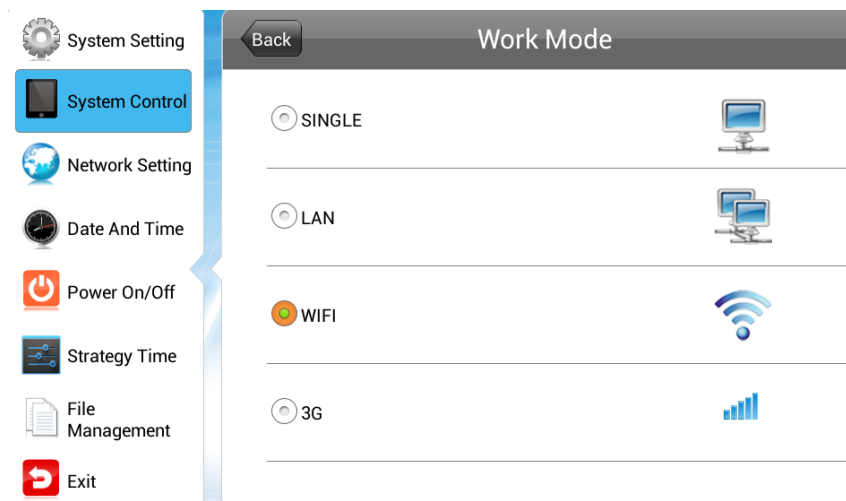 System Setting
System Control
Network Setting
Date And Time
Power On/Off
Strategy Time
File
Management
Exit
Back
Work Mode
SINGLE
LAN
WIFI
3G